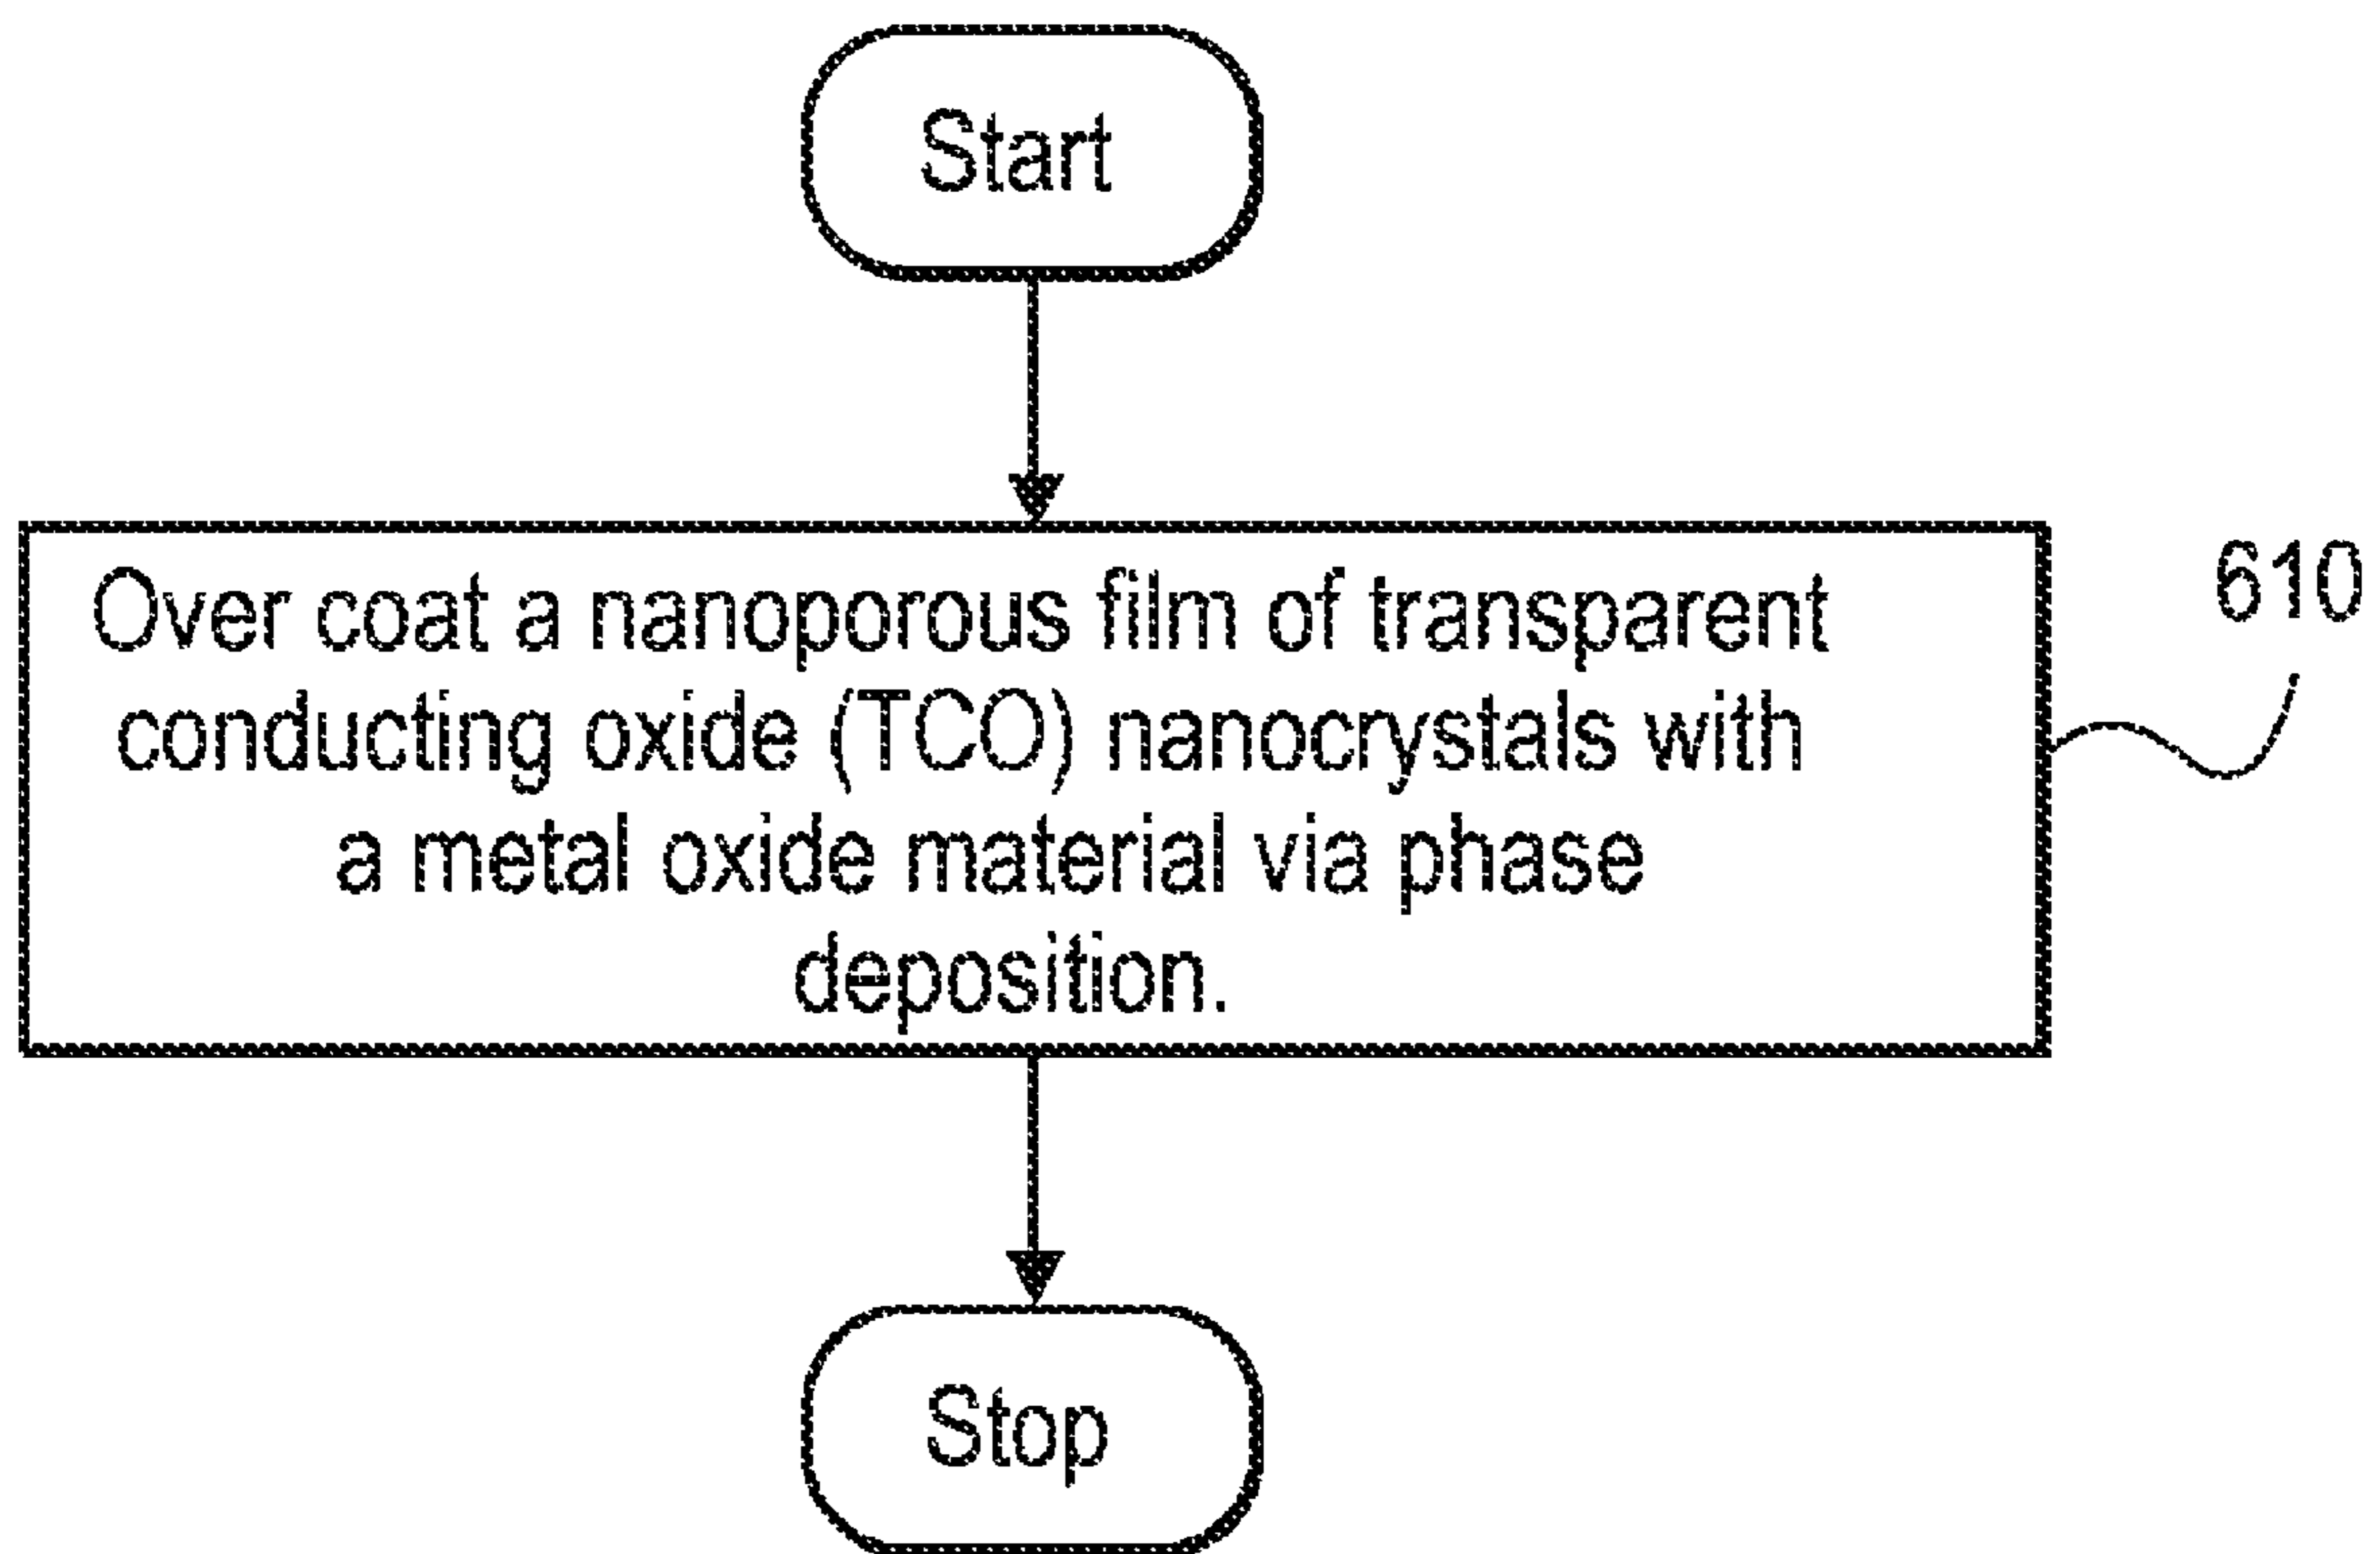 Start
Over coat a nanoporous film of transparent
conducting oxide (TCO) nanocrystals with
a metal oxide material via phase
deposition.
610
Stop